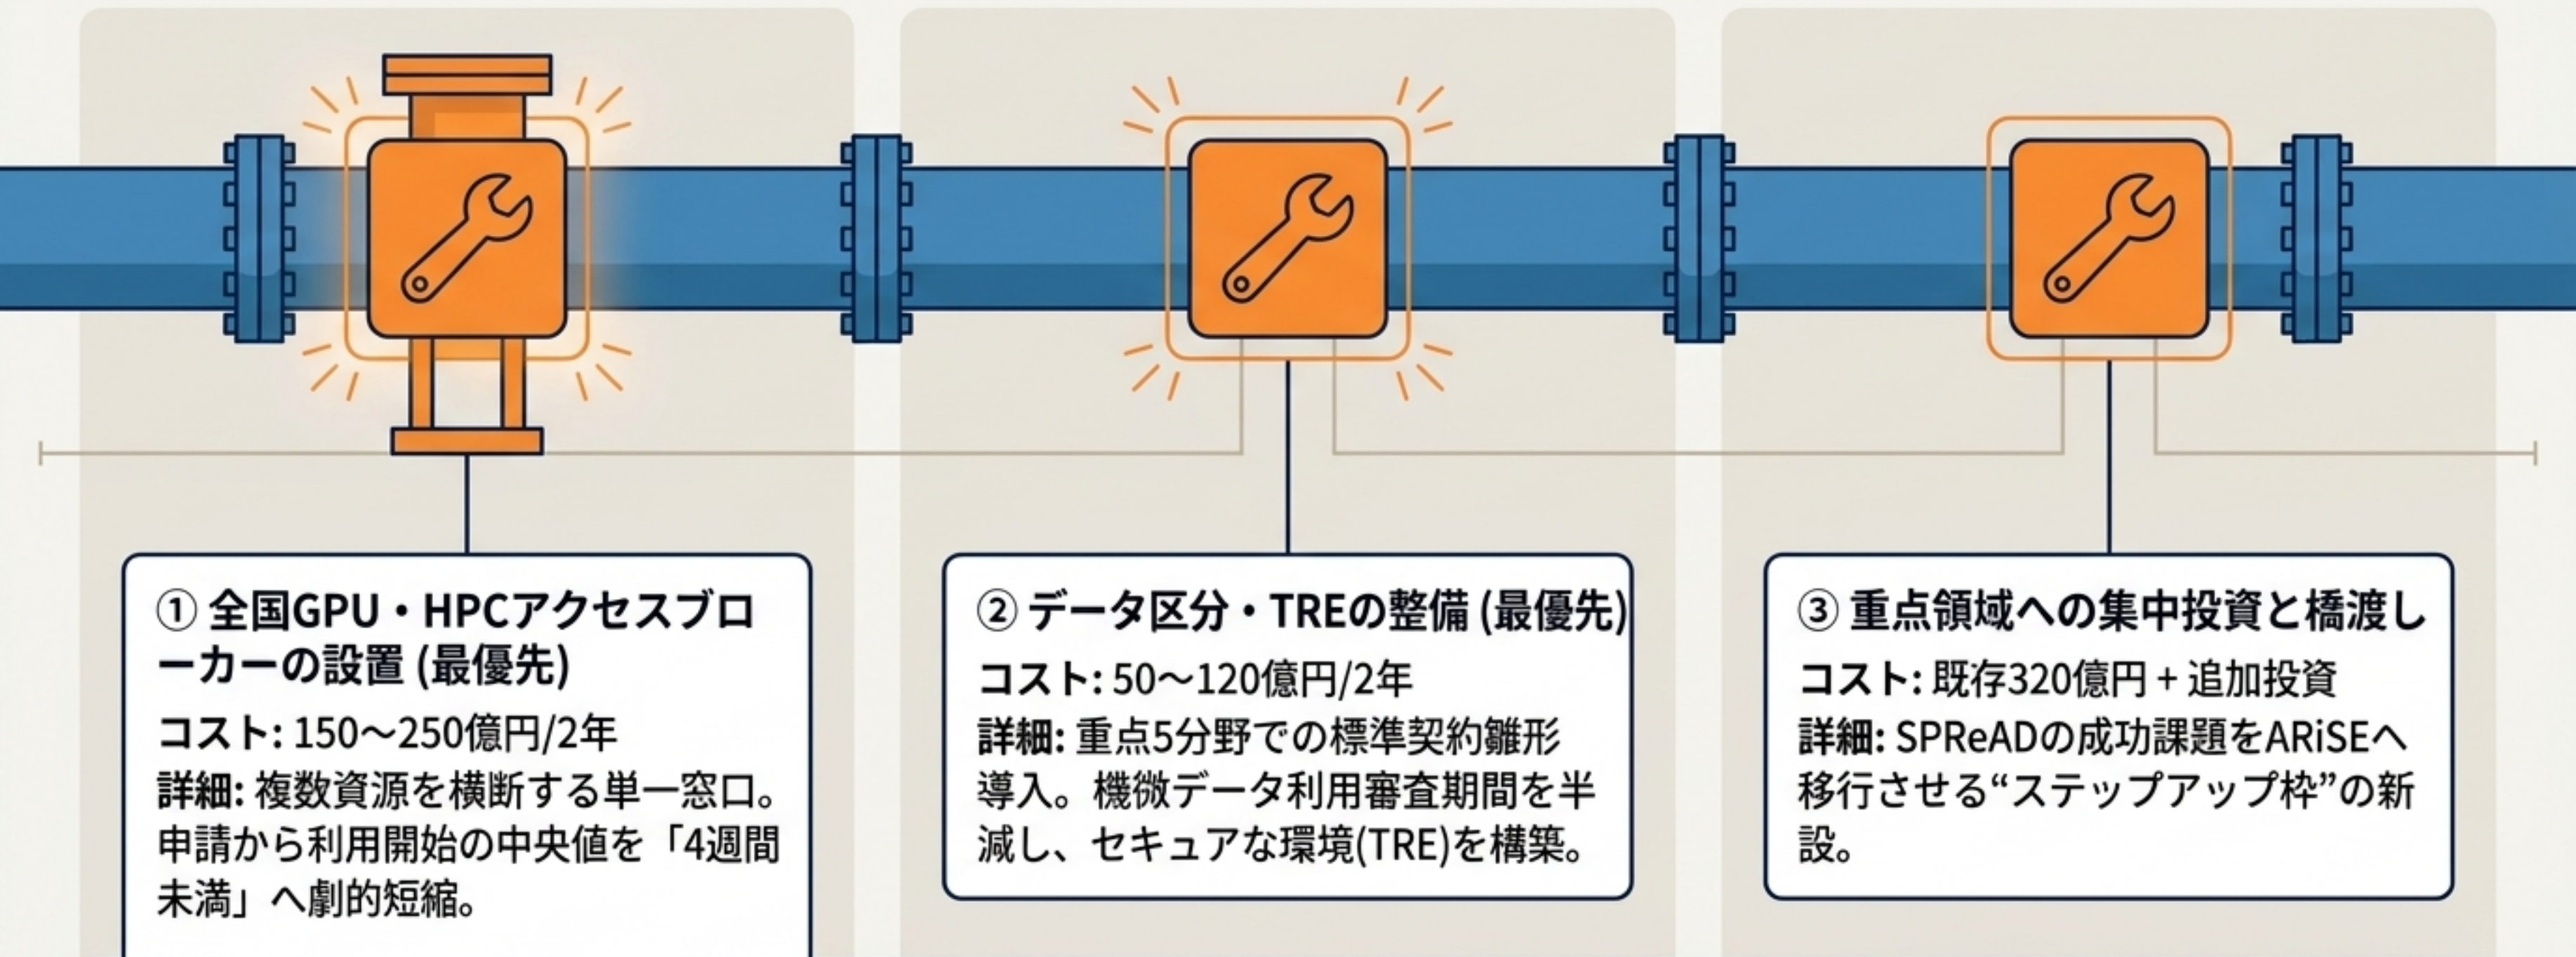 ① 全国GPU・HPCアクセスブロ
ーカーの設置 (最優先)
コスト: 150～250億円/2年
詳細: 複数資源を横断する単一窓口。
申請から利用開始の中央値を「4週間
未満」へ劇的短縮。
② データ区分・TREの整備 (最優先)
コスト: 50～120億円/2年
詳細: 重点5分野での標準契約雛形
導入。機微データ利用審査期間を半
減し、セキュアな環境(TRE)を構築。
③ 重点領域への集中投資と橋渡し
コスト: 既存320億円 + 追加投資
詳細: SPReADの成功課題をARiSEへ
移行させる“ステップアップ枠”の新
設。